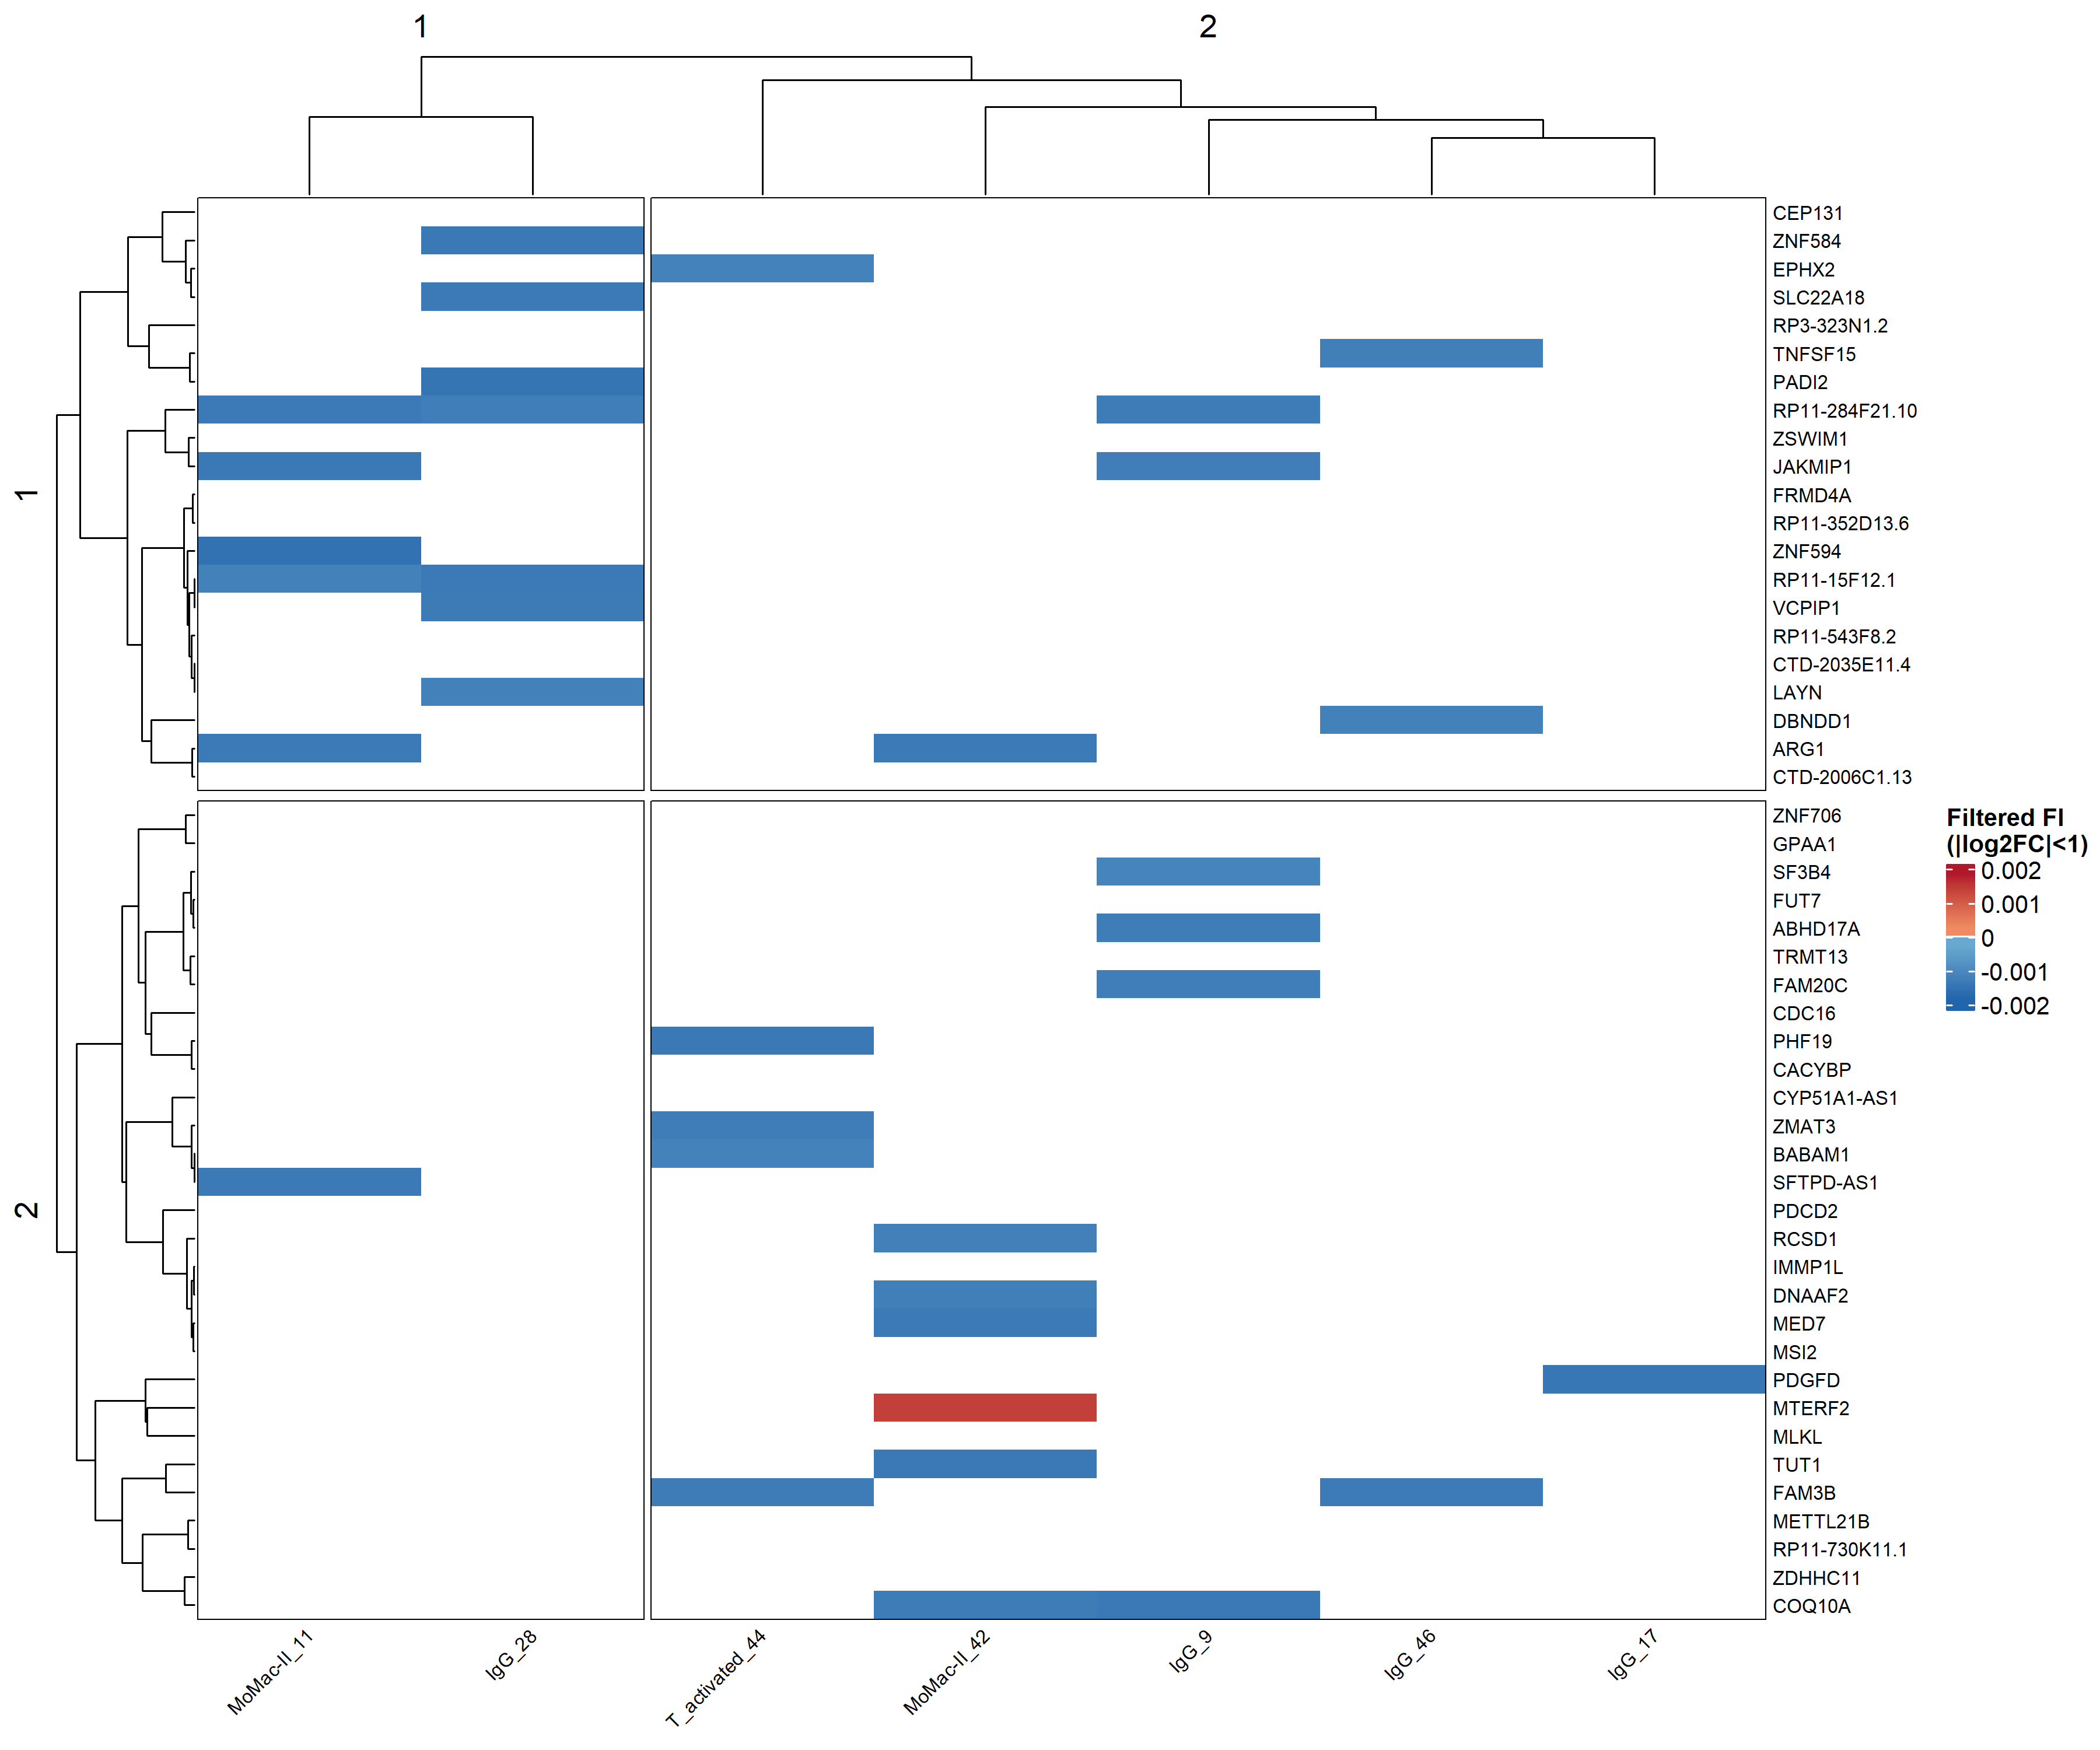 1
2
1
2
CEP131
ZNF584
EPHX2
SLC22A18
RP3-323N1.2
TNFSF15
PADI2
RP11-284F21.10
ZSWIM1
JAKMIP1
FRMD4A
RP11-352D13.6
ZNF594
RP11-15F12.1
VCPIP1
RP11-543F8.2
CTD-2035E11.4
LAYN
DBNDD1
ARG1
CTD-2006C1.13
ZNF706
GPAA1
SF3B4
FUT7
ABHD17A
TRMT13
FAM20C
CDC16
PHF19
CACYBP
CYP51A1-AS1
ZMAT3
BABAM1
SFTPD-AS1
PDCD2
RCSD1
IMMP1L
DNAAF2
MED7
MSI2
PDGFD
MTERF2
MLKL
TUT1
FAM3B
METTL21B
RP11-730K11.1
ZDHHC11
COQ10A
MoMac-II_11
IgG_28
T_activated_44
MoMac-II_42
IgG_9
IgG_46
IgG_17
Filtered FI
(|log2FC|<1)
0.002
0.001
0
-0.001
-0.002